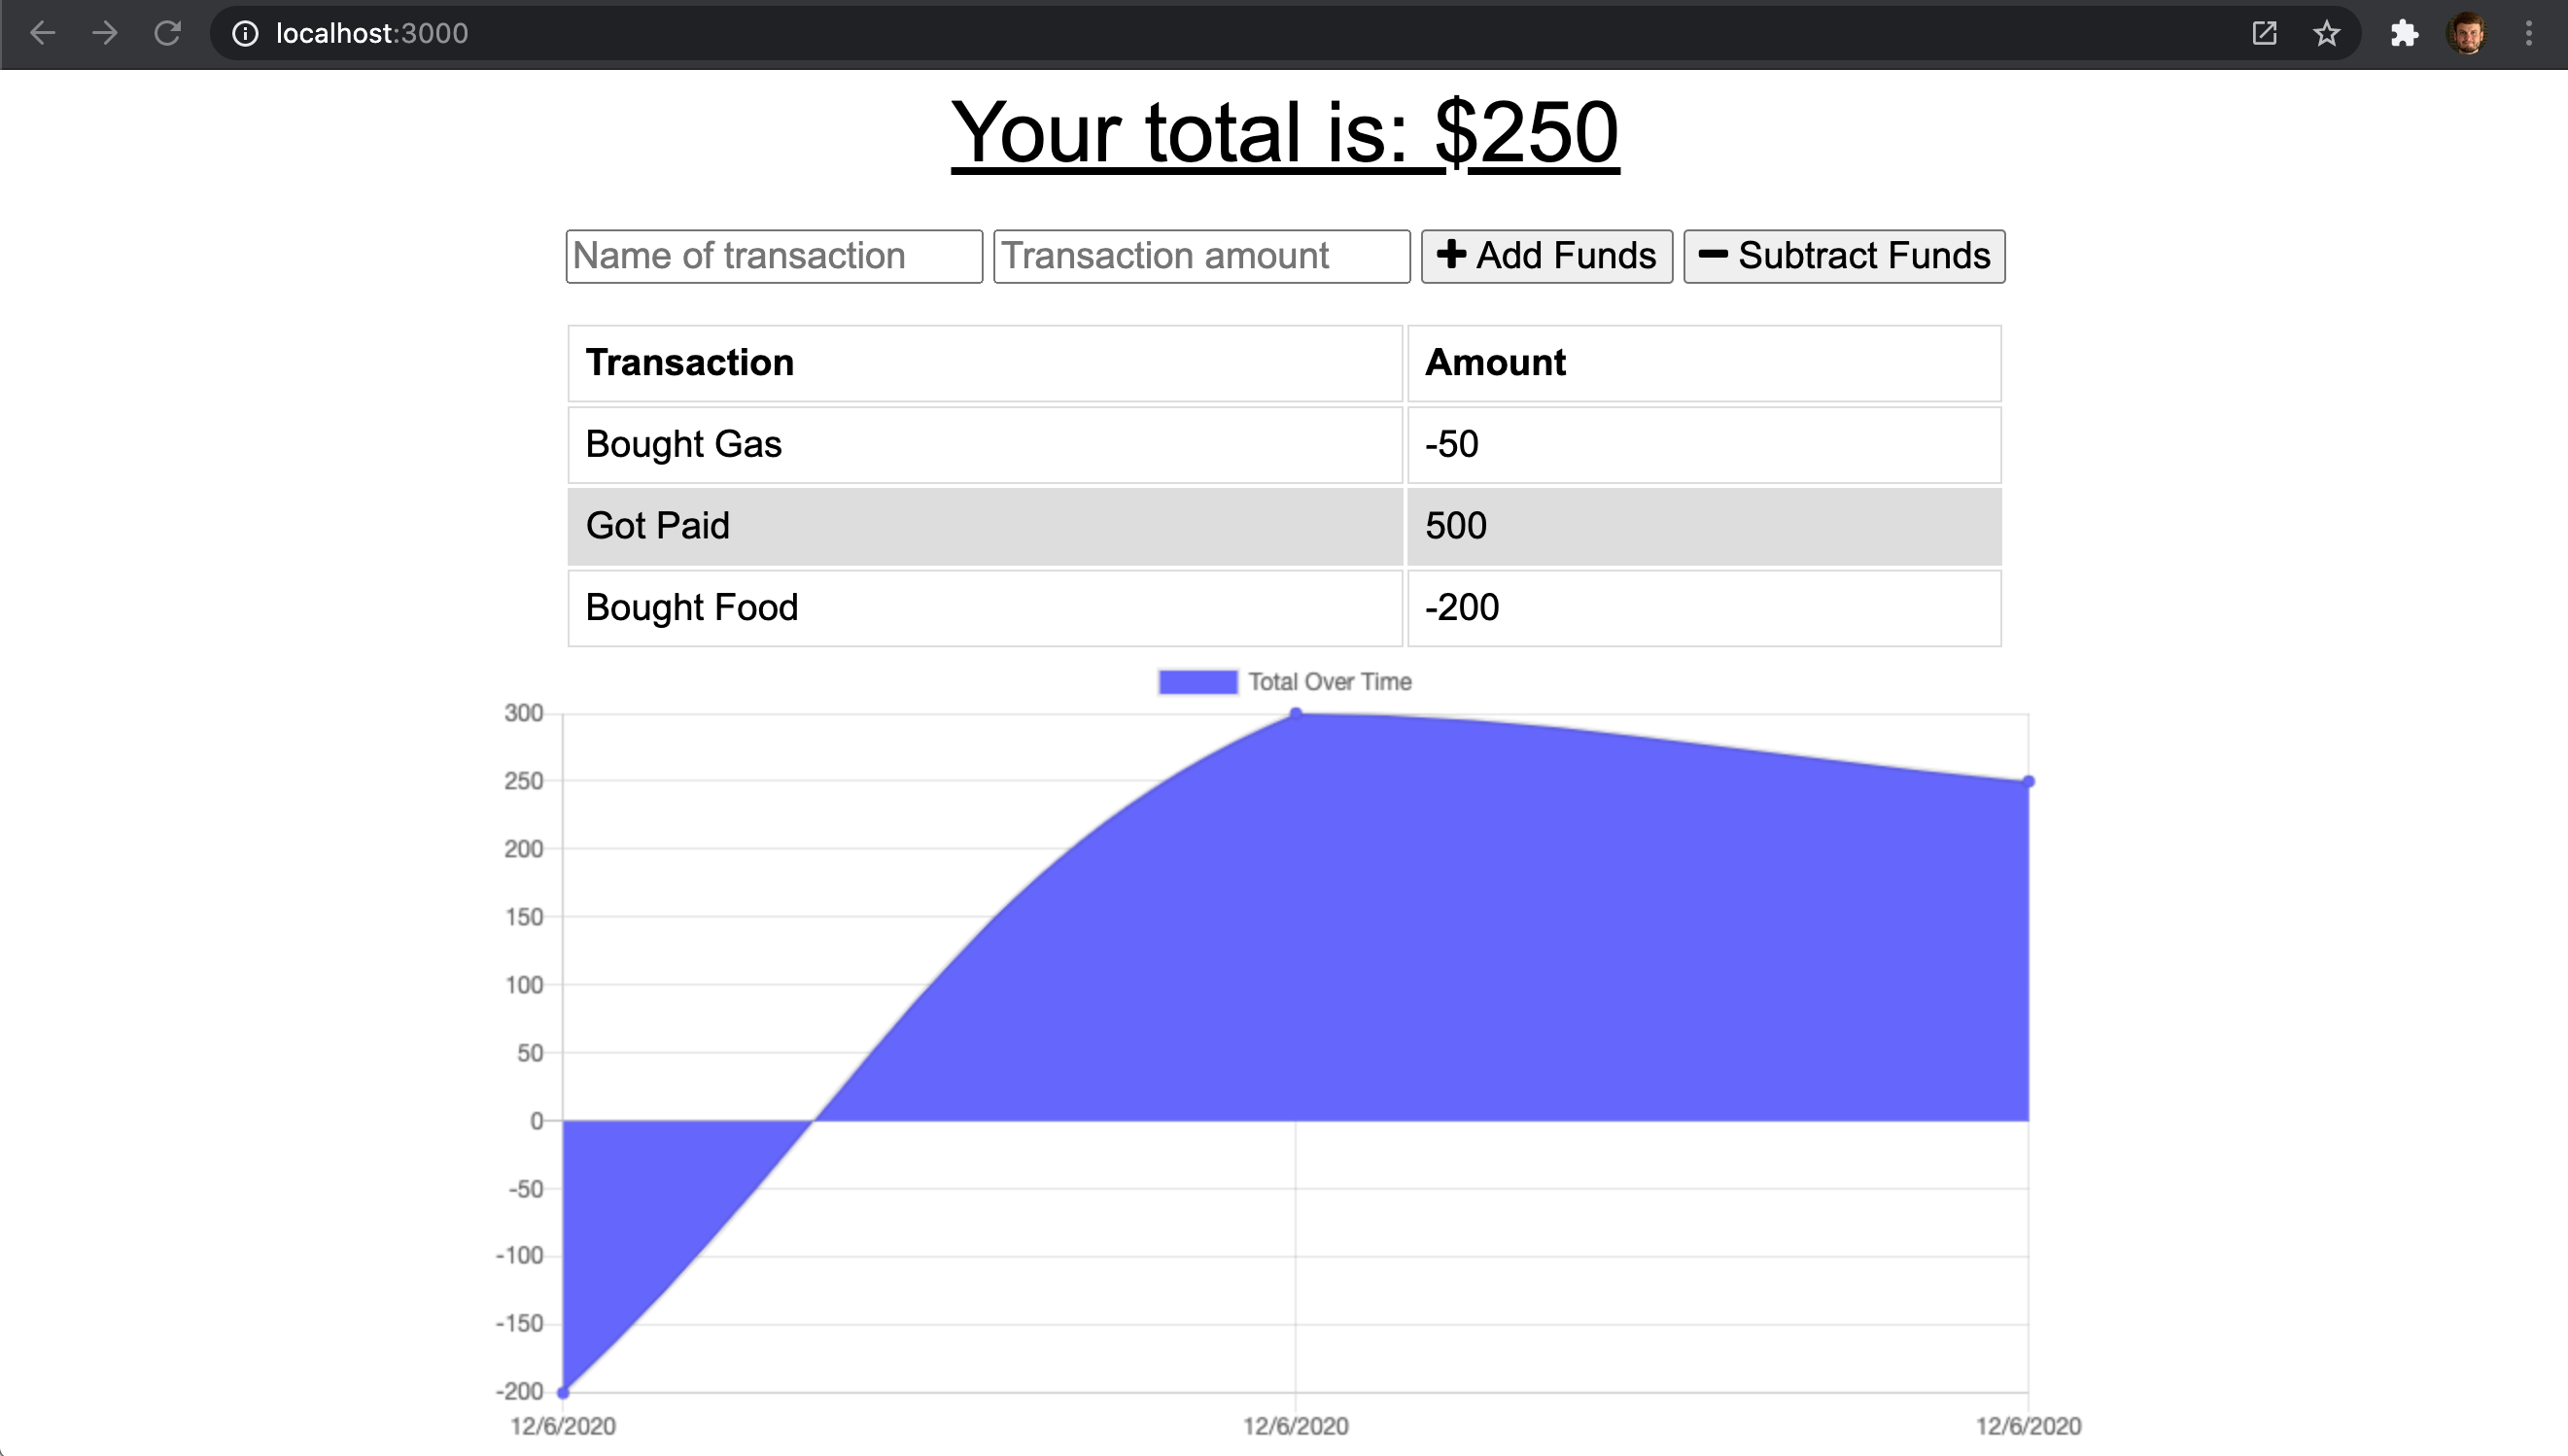 localhost:3000
Your total is: $250
Name of transaction Transaction amount Add Funds Subtract Funds
Transaction Amount
Bought Gas -50
Got Paid 500
Bought Food -200
Total Over Time
300
250
200
150
100
50
0
-50
-100
-150
-200
12/6/2020 12/6/2020 12/6/2020